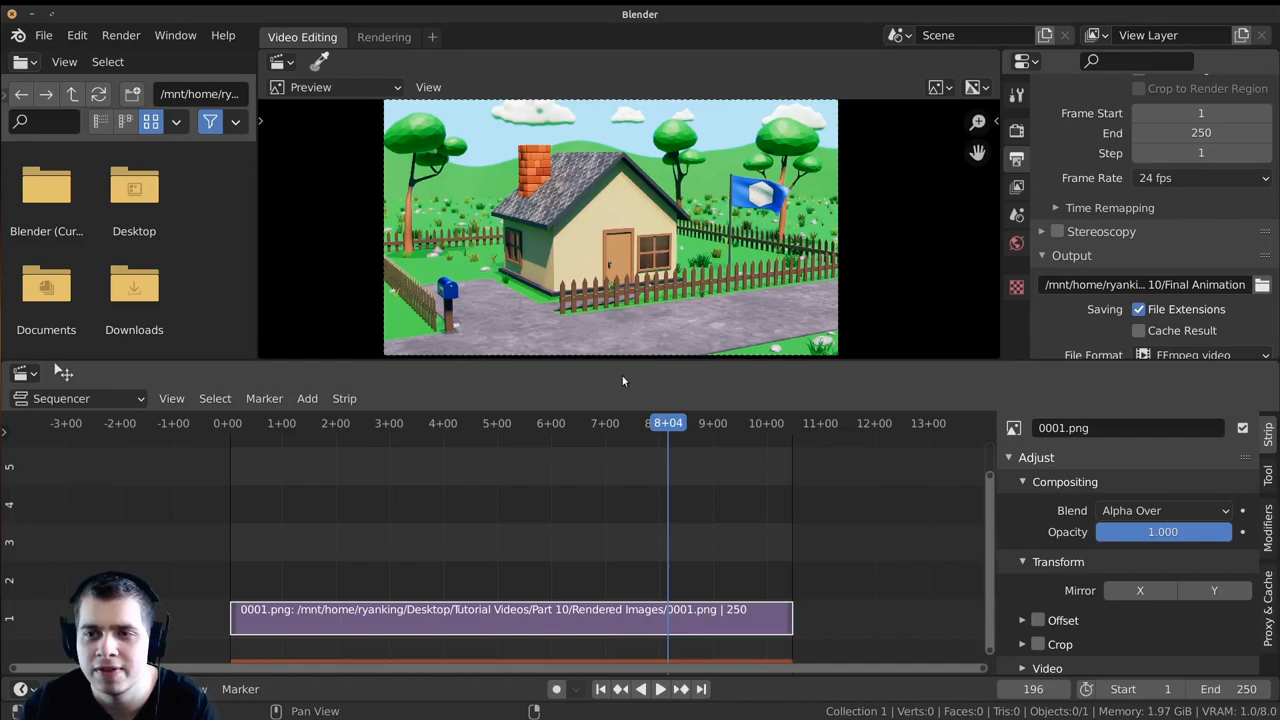 Blender
File Edit Render Window Help
Video Editing Rendering
Scene
View Layer
View Select
/mnt/home/ry...
Blender (Cur...
Desktop
Documents
Downloads
Preview View
Crop to Render Region
Frame Start 1
End 250
Step 1
Frame Rate 24 fps
Time Remapping
Stereoscopy
Output
/mnt/home/ryanki... 10/Final Animation
Saving File Extensions
Cache Result
File Format FFmpeg video
Sequencer View Select Marker Add Strip
-3+00 -2+00 -1+00 0+00 1+00 2+00 3+00 4+00 5+00 6+00 7+00 8+04 9+00 10+00 11+00 12+00 13+00
5
4
3
2
1
0001.png: /mnt/home/ryanking/Desktop/Tutorial Videos/Part 10/Rendered Images/0001.png | 250
0001.png
Adjust
Compositing
Blend Alpha Over
Opacity 1.000
Transform
Mirror X Y
Offset
Crop
Video
Strip
Tool
Modifiers
Proxy & Cache
Marker
196 Start 1 End 250
Pan View
Collection 1 | Verts:0 | Faces:0 | Tris:0 | Objects:0/1 | Memory: 1.97 GiB | VRAM: 1.0/8.0